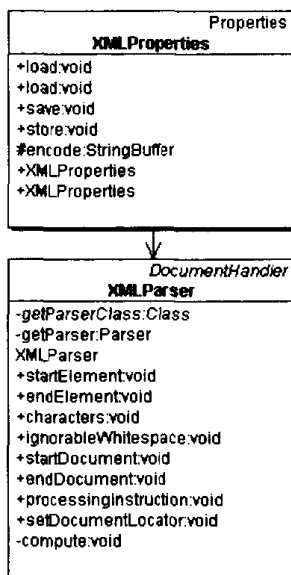 Properties
XMLProperties
+load:void
+load:void
+save:void
+store:void
#encode:StringBuffer
+XMLProperties
+XMLProperties
DocumentHandler
XMLParser
-getParserClass:Class
-getParser:Parser
XMLParser
+startElement:void
+endElement:void
+characters:void
+ignorableWhitespace:void
+startDocument:void
+endDocument:void
+processingInstruction:void
+setDocumentLocator:void
-compute:void